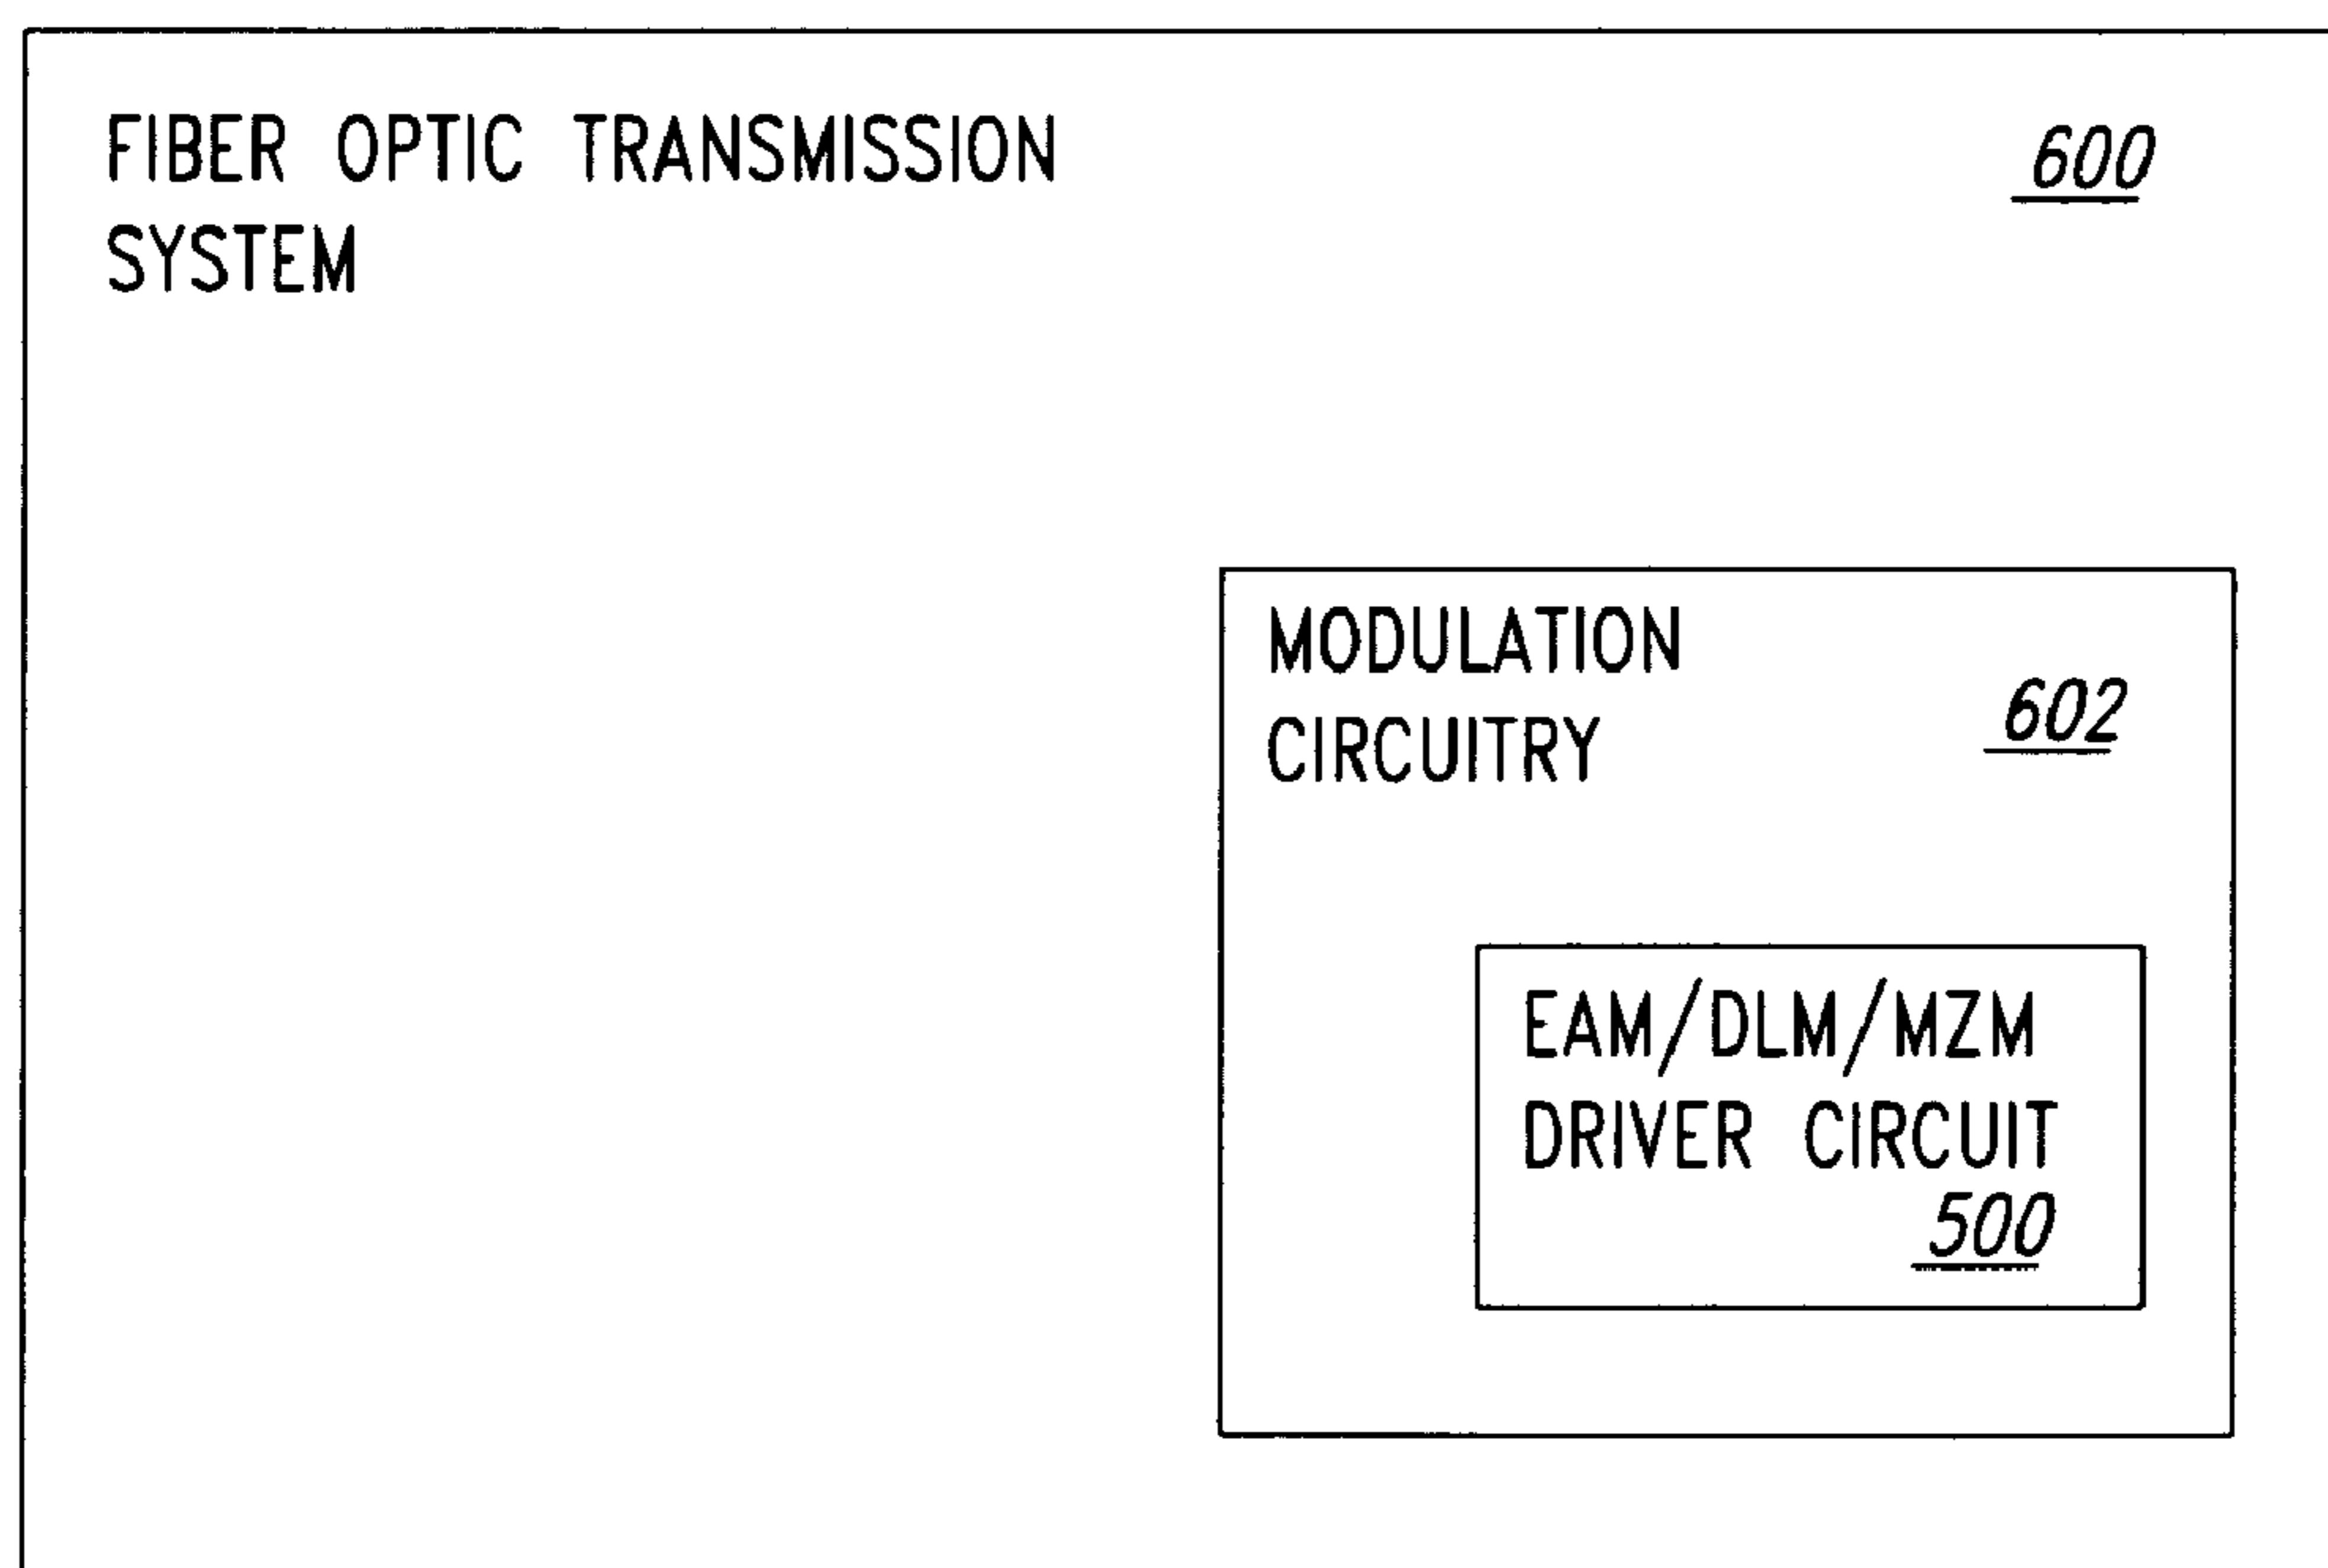 FIBER OPTIC TRANSMISSION
SYSTEM
600
MODULATION
CIRCUITRY
602
EAM/DLM/MZM
DRIVER CIRCUIT
500